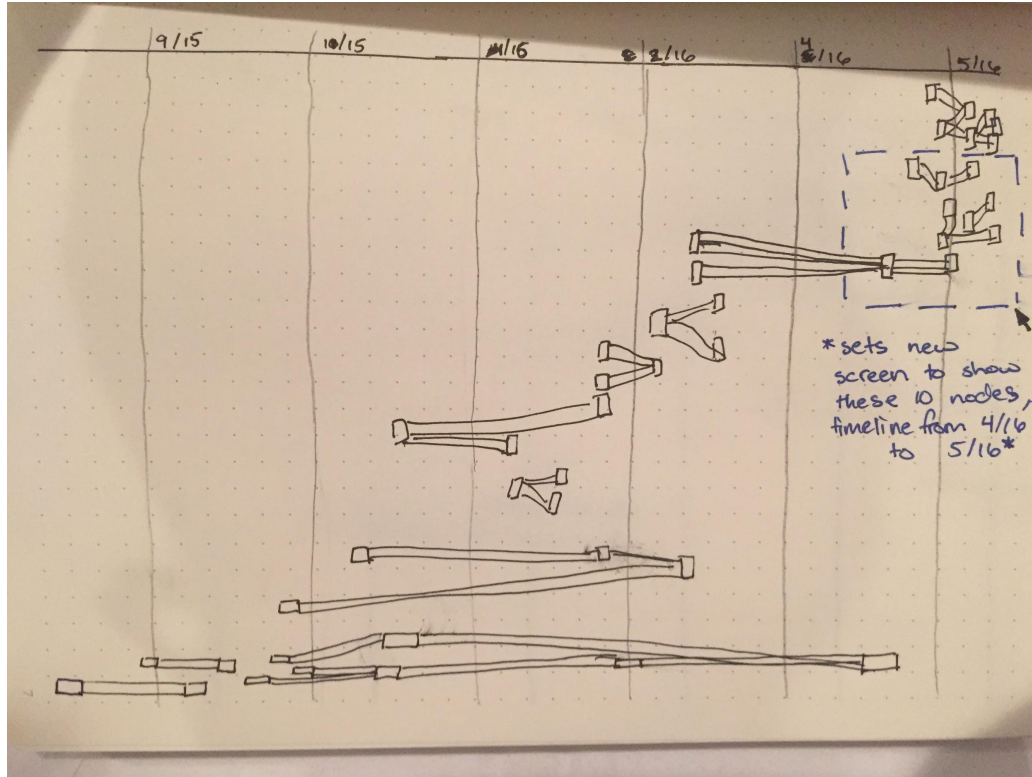 9/15
10/15
11/15
2/16
4/16
5/16
*sets new
screen to show
these 10 nodes,
timeline from 4/16
to 5/16*